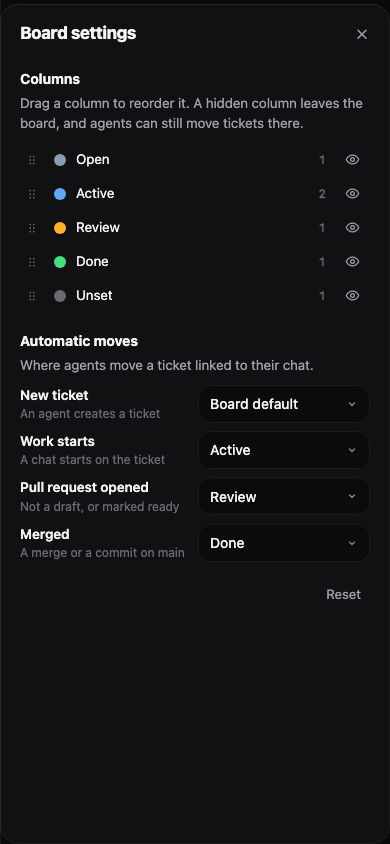 Board settings
Columns
Drag a column to reorder it. A hidden column leaves the
board, and agents can still move tickets there.
Open 1
Active 2
Review 1
Done 1
Unset 1
Automatic moves
Where agents move a ticket linked to their chat.
New ticket
An agent creates a ticket
Board default
Work starts
A chat starts on the ticket
Active
Pull request opened
Not a draft, or marked ready
Review
Merged
A merge or a commit on main
Done
Reset